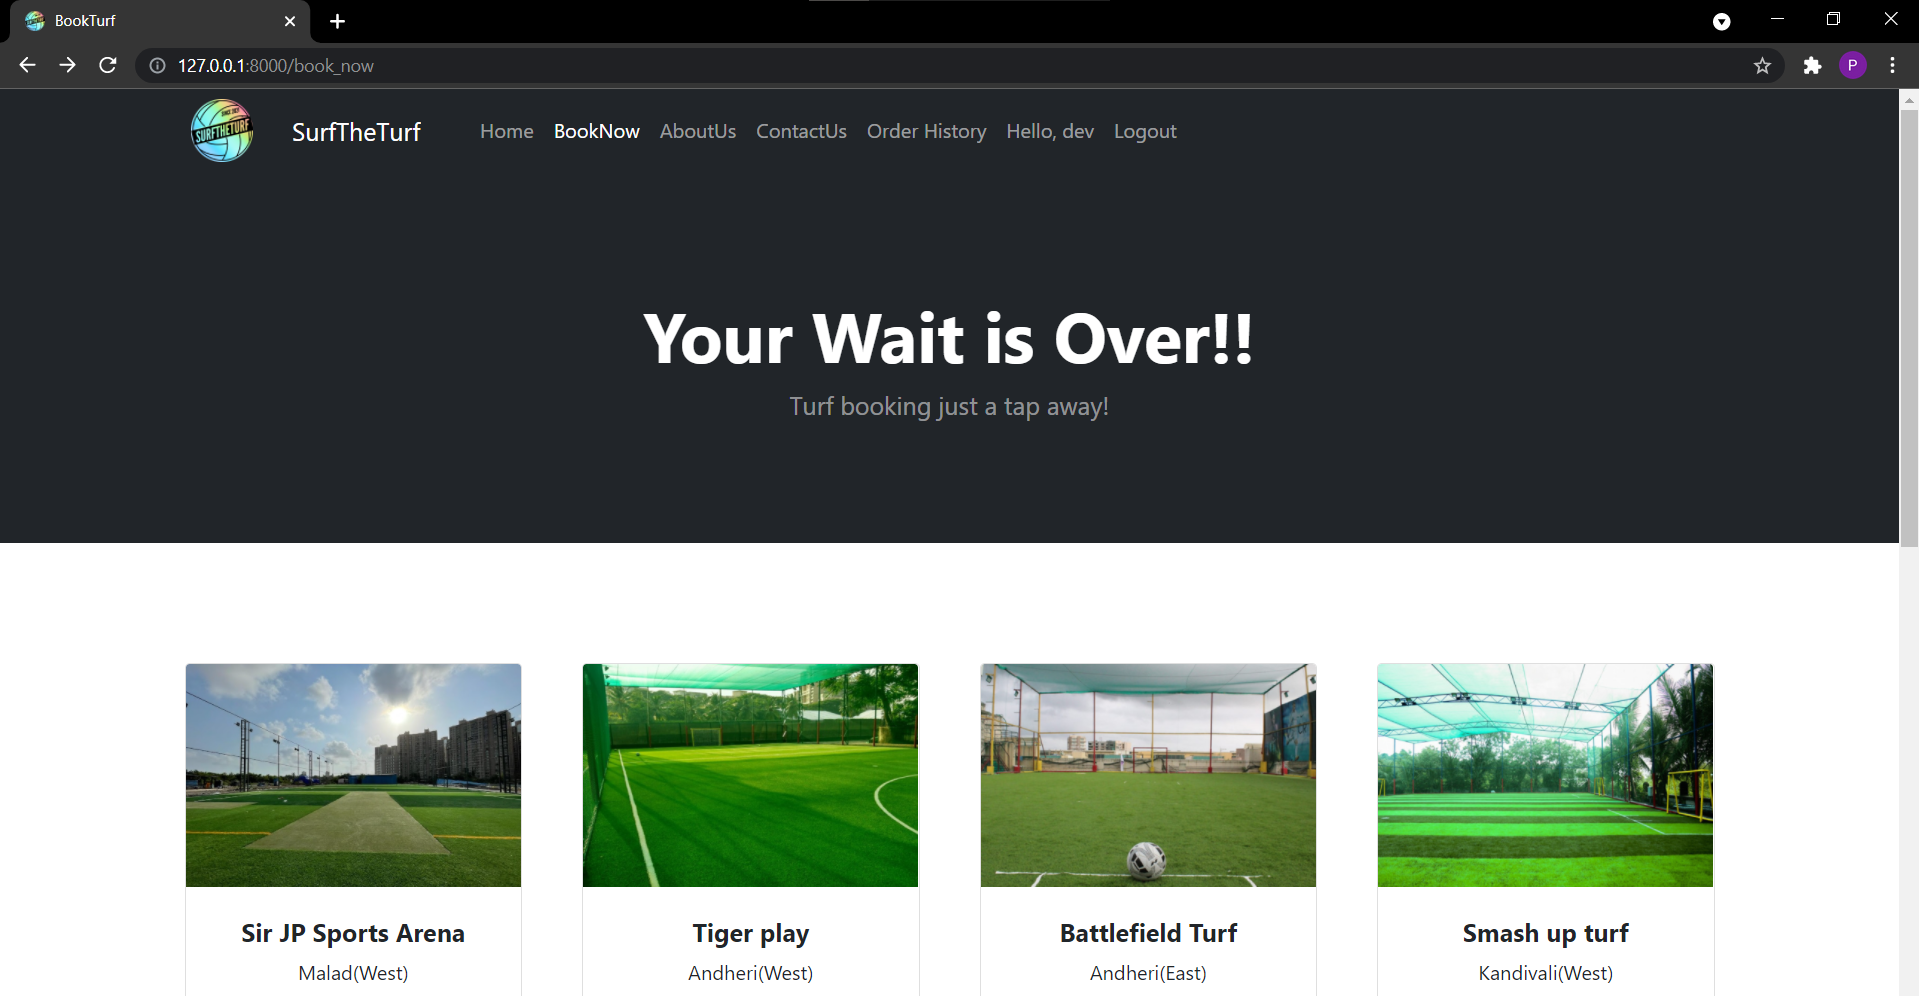 BookTurf
127.0.0.1:8000/book_now
P
SINCE 2021
SURFTHETURF
SurfTheTurf
Home BookNow AboutUs ContactUs Order History Hello, dev Logout
Your Wait is Over!!
Turf booking just a tap away!
Sir JP Sports Arena
Malad(West)
Tiger play
Andheri(West)
Battlefield Turf
Andheri(East)
Smash up turf
Kandivali(West)